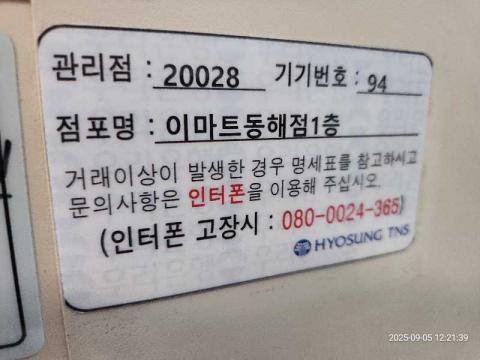 관리점 : 20028 기기번호 : 94
점포명 : 이마트동해점1층
거래이상이 발생한 경우 명세표를 참고하시고
문의사항은 인터폰을 이용해 주십시오.
(인터폰 고장시 : 080-0024-365)
HYOSUNG TNS
2025-09-05 12:21:39